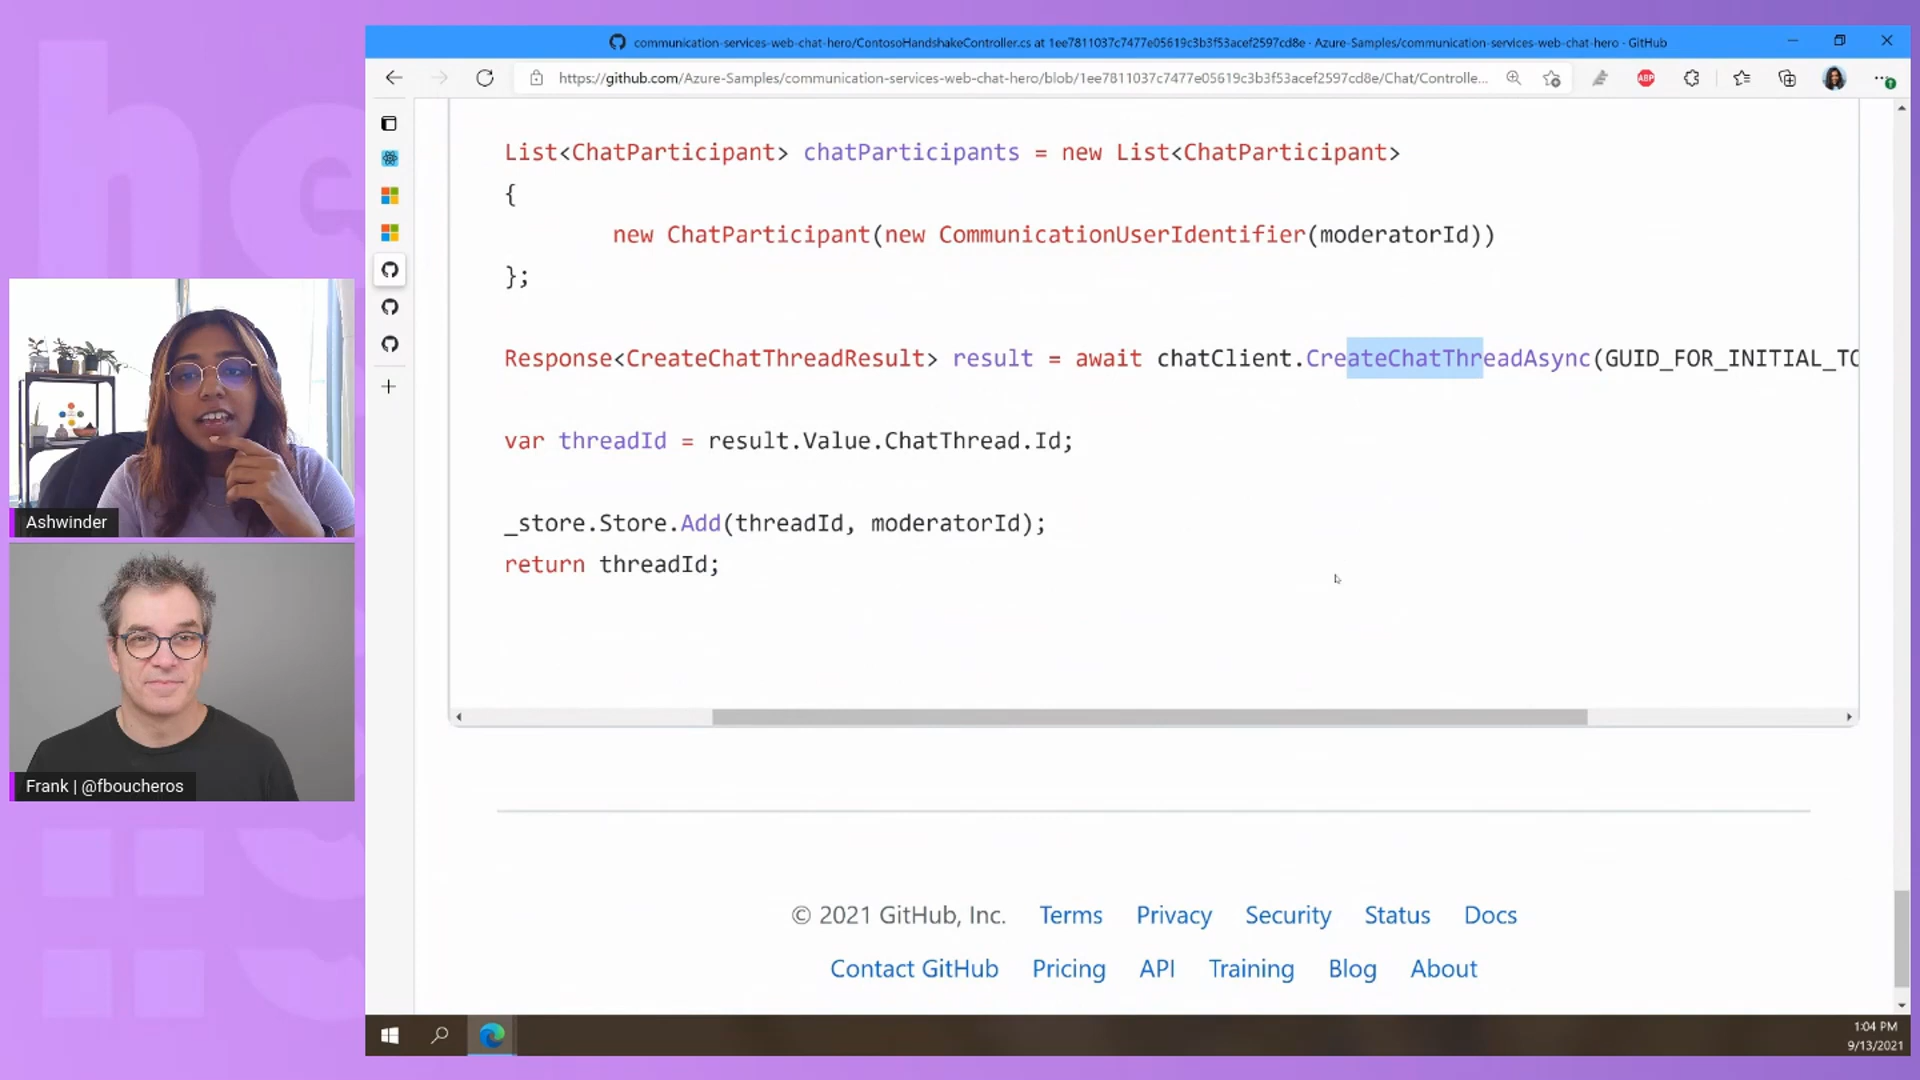 communication-services-web-chat-hero/ContosoHandshakeController.cs at 1ee7811037c7477e05619c3b3f53acef2597cd8e · Azure-Samples/communication-services-web-chat-hero · GitHub
https://github.com/Azure-Samples/communication-services-web-chat-hero/blob/1ee7811037c7477e05619c3b3f53acef2597cd8e/Chat/Controlle...
ABP
List<ChatParticipant> chatParticipants = new List<ChatParticipant>
{
new ChatParticipant(new CommunicationUserIdentifier(moderatorId))
};
Response<CreateChatThreadResult> result = await chatClient.CreateChatThreadAsync(GUID_FOR_INITIAL_TO
var threadId = result.Value.ChatThread.Id;
_store.Store.Add(threadId, moderatorId);
return threadId;
Ashwinder
Frank | @fboucheros
© 2021 GitHub, Inc. Terms Privacy Security Status Docs
Contact GitHub Pricing API Training Blog About
1:04 PM
9/13/2021